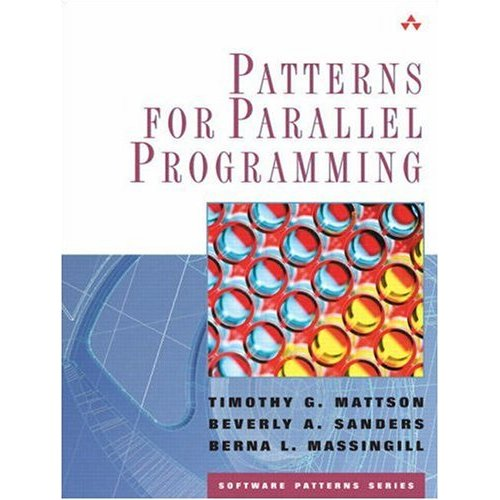 PATTERNS
FOR PARALLEL
PROGRAMMING
TIMOTHY G. MATTSON
BEVERLY A. SANDERS
BERNA L. MASSINGILL
SOFTWARE PATTERNS SERIES